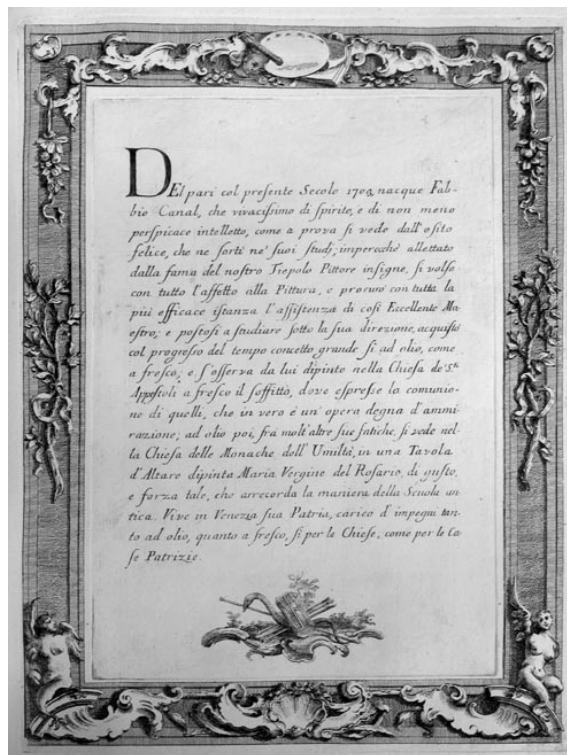 DEl pari col presente Secolo 1703 nacque Fab-
bio Canal, che vivacissimo di spirito, e di non meno
perspicace intelletto, come a prova si vede dall' esito
felice, che ne sortì ne' suoi studj; imperocchè allettato
dalla fama del nostro Tiepolo Pittore insigne, si volse
con tutto l'affetto alla Pittura, e procurò con tutta la
più efficace istanza l'assistenza di così Eccellente Ma
estro; e postosi a studiare sotto la sua direzione, acquistò
col progresso del tempo concetto grande sì ad olio, come
a fresco; e s'osserva da lui dipinto nella Chiesa de' Sti
Appostoli a fresco il soffitto, dove espresse la comunio-
ne di quelli, che in vero è un' opera degna d' ammi-
razione; ad olio poi, frà molt' altre sue fatiche, si vede nel-
la Chiesa delle Monache dell' Umiltà, in una Tavola
d'Altare dipinta Maria Vergine del Rosario, di gusto,
e forza tale, che arrecorda la maniera della Scuola an
tica. Vive in Venezia sua Patria, carico d' impegni tan-
to ad olio, quanto a fresco, sì per le Chiese, come per le Ca
se Patrizie.